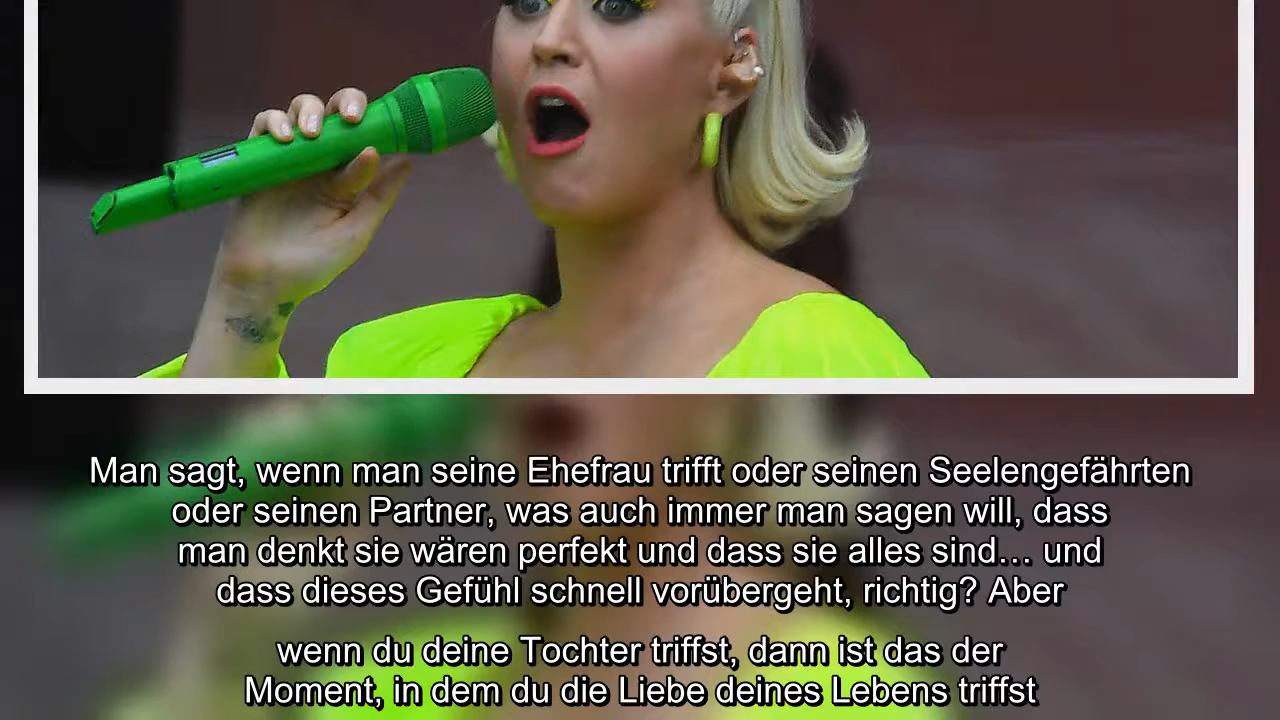 Man sagt, wenn man seine Ehefrau trifft oder seinen Seelengefährten
oder seinen Partner, was auch immer man sagen will, dass
man denkt sie wären perfekt und dass sie alles sind... und
dass dieses Gefühl schnell vorübergeht, richtig? Aber
wenn du deine Tochter triffst, dann ist das der
Moment, in dem du die Liebe deines Lebens triffst